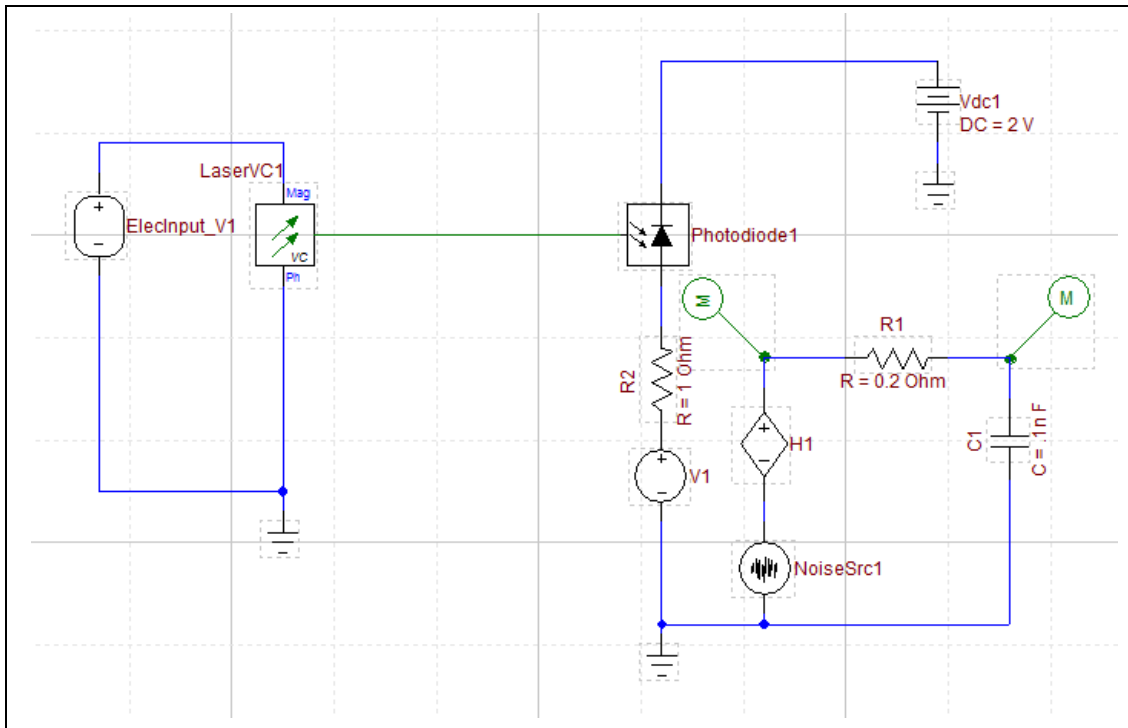 Vdc1
DC = 2 V
LaserVC1
Mag
ElecInput_V1
VC
Ph
Photodiode1
M
M
R1
R = 0.2 Ohm
R2
R = 1 Ohm
V1
H1
C1
C = .1n F
NoiseSrc1